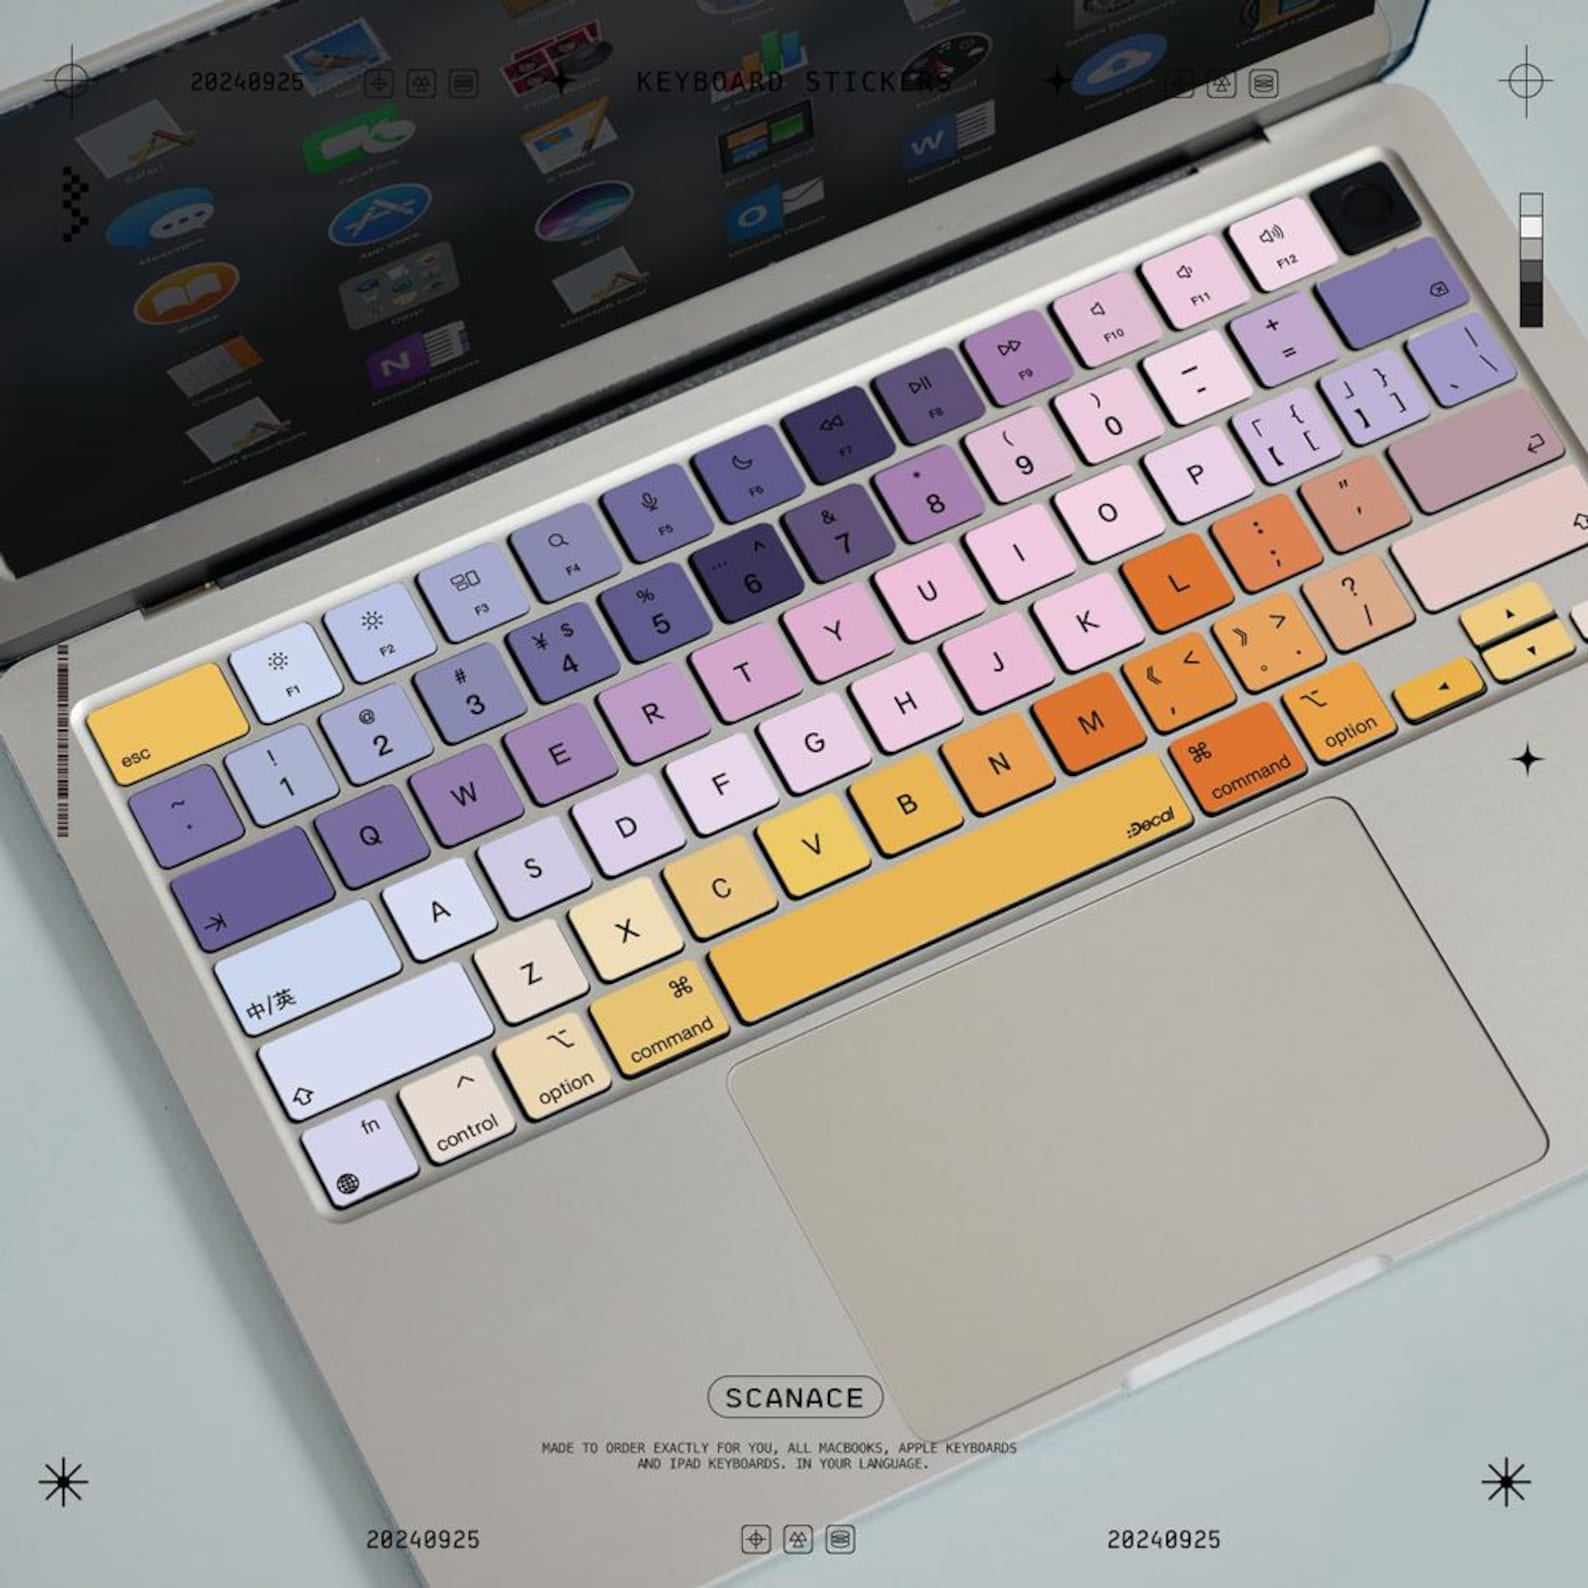 20240925
KEYBOARD STICKERS
esc
F1
F2
F3
F4
F5
F6
F7
F8
F9
F10
F11
F12
~ ·
! 1
@ 2
# 3
¥ $ 4
% 5
… ^ 6
& 7
* 8
( 9
) 0
— -
+ =
Q
W
E
R
T
Y
U
I
O
P
「 { 【 [
」 } 】 ]
| 、 \
中/英
A
S
D
F
G
H
J
K
L
: ;
" '
Z
X
C
V
B
N
M
《 < ,
》 > 。 .
? /
fn
^ control
⌥ option
⌘ command
:Decal
⌘ command
⌥ option
SCANACE
MADE TO ORDER EXACTLY FOR YOU, ALL MACBOOKS, APPLE KEYBOARDS
AND IPAD KEYBOARDS. IN YOUR LANGUAGE.
20240925
20240925